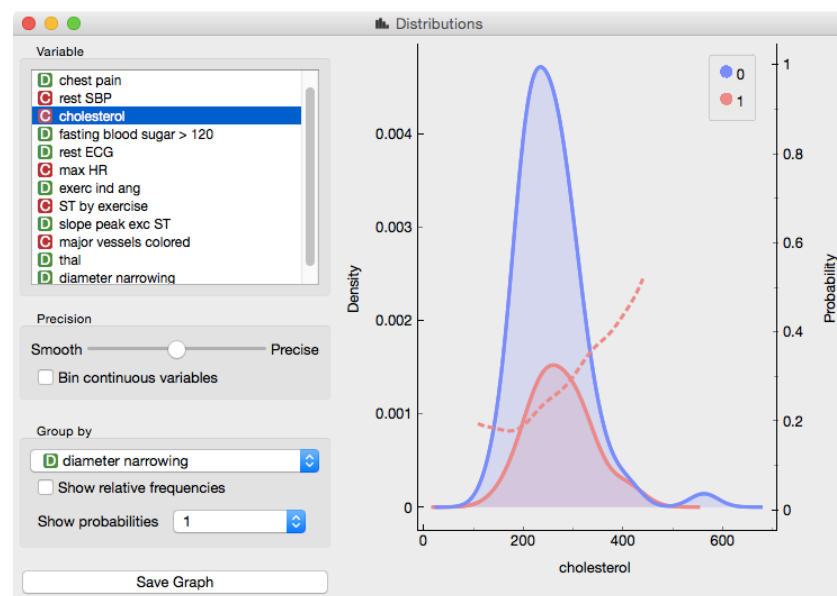 Distributions
Variable
D chest pain
C rest SBP
C cholesterol
D fasting blood sugar > 120
D rest ECG
C max HR
D exerc ind ang
C ST by exercise
D slope peak exc ST
C major vessels colored
D thal
D diameter narrowing
Precision
Smooth Precise
Bin continuous variables
Group by
D diameter narrowing
Show relative frequencies
Show probabilities 1
Save Graph
0
1
Density
0.004
0.003
0.002
0.001
0
0 200 400 600
cholesterol
1
0.8
0.6
0.4
0.2
0
Probability